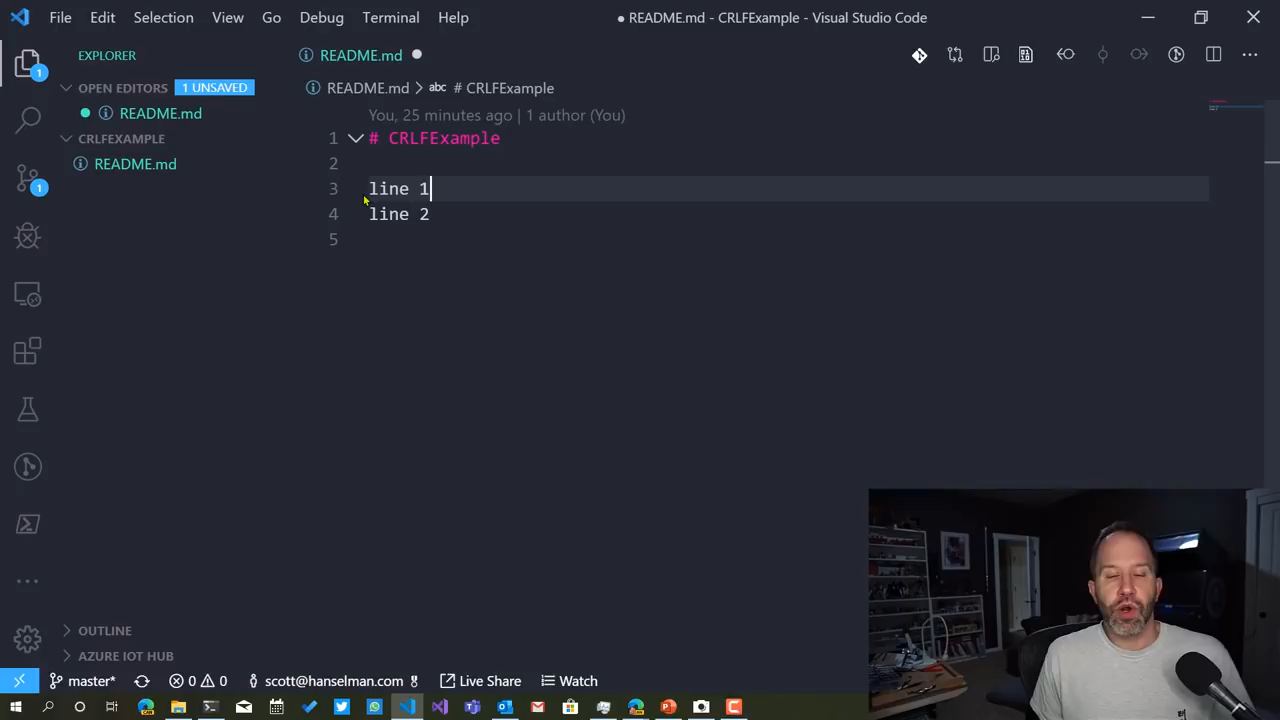 File Edit Selection View Go Debug Terminal Help
● README.md - CRLFExample - Visual Studio Code
EXPLORER
README.md
OPEN EDITORS 1 UNSAVED
README.md
CRLFEXAMPLE
README.md
README.md > abc # CRLFExample
You, 25 minutes ago | 1 author (You)
1 # CRLFExample
2
3 line 1
4 line 2
5
1
1
OUTLINE
AZURE IOT HUB
master* 0 0 scott@hanselman.com Live Share Watch